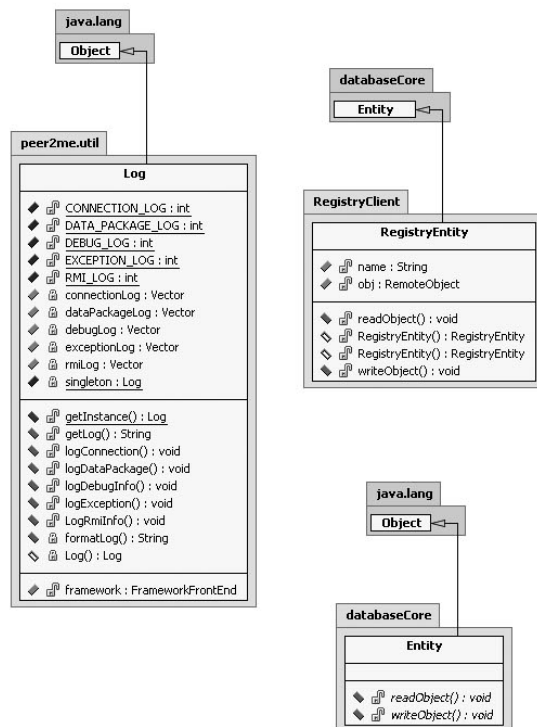 java.lang
Object
peer2me.util
Log
CONNECTION_LOG : int
DATA_PACKAGE_LOG : int
DEBUG_LOG : int
EXCEPTION_LOG : int
RMI_LOG : int
connectionLog : Vector
dataPackageLog : Vector
debugLog : Vector
exceptionLog : Vector
rmiLog : Vector
singleton : Log
getInstance() : Log
getLog() : String
logConnection() : void
logDataPackage() : void
logDebugInfo() : void
logException() : void
LogRmiInfo() : void
formatLog() : String
Log() : Log
framework : FrameworkFrontEnd
databaseCore
Entity
RegistryClient
RegistryEntity
name : String
obj : RemoteObject
readObject() : void
RegistryEntity() : RegistryEntity
RegistryEntity() : RegistryEntity
writeObject() : void
java.lang
Object
databaseCore
Entity
readObject() : void
writeObject() : void